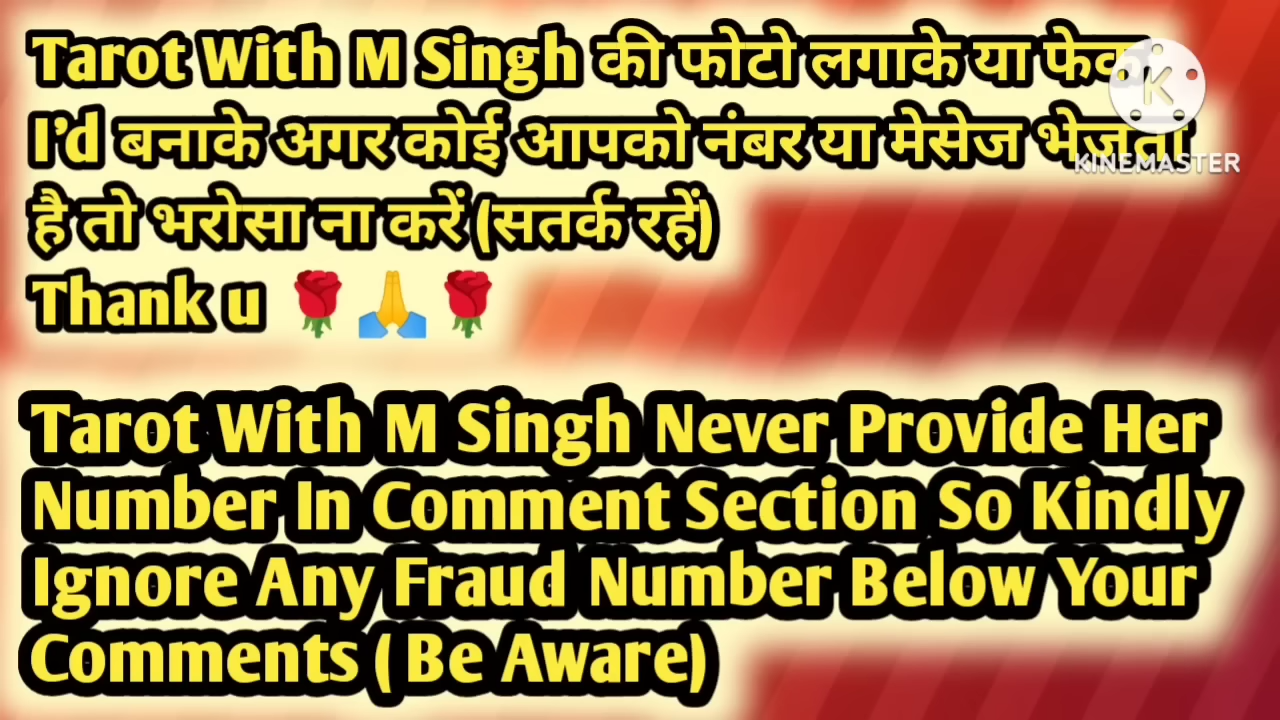 Tarot With M Singh की फोटो लगाके या
I'd बनाके अगर कोई आपको नंबर या मेसेज भेजता
है तो भरोसा ना करें (सतर्क रहें)
Thank u 🌹🙏🌹
Tarot With M Singh Never Provide Her
Number In Comment Section So Kindly
Ignore Any Fraud Number Below Your
Comments ( Be Aware)
K
KINEMASTER